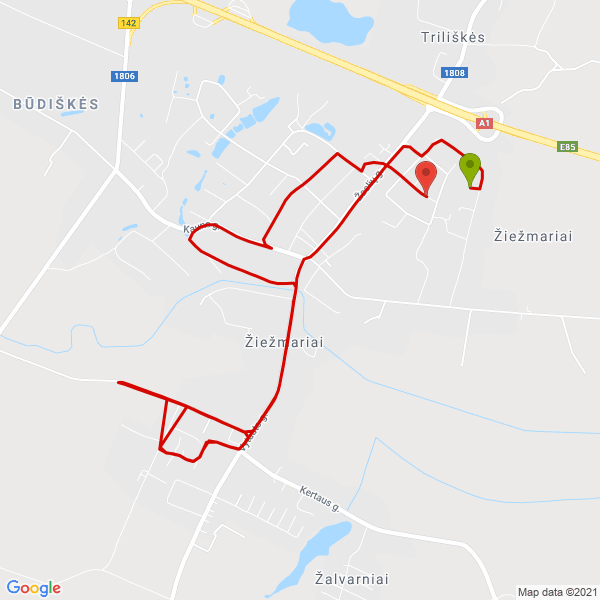 142
Triliškės
1806
1808
BŪDIŠKĖS
A1
E85
Žaslių g.
Kauno g.
Žiežmariai
Žiežmariai
Vytauto g.
Kertaus g.
Žalvarniai
Google
Map data ©2021